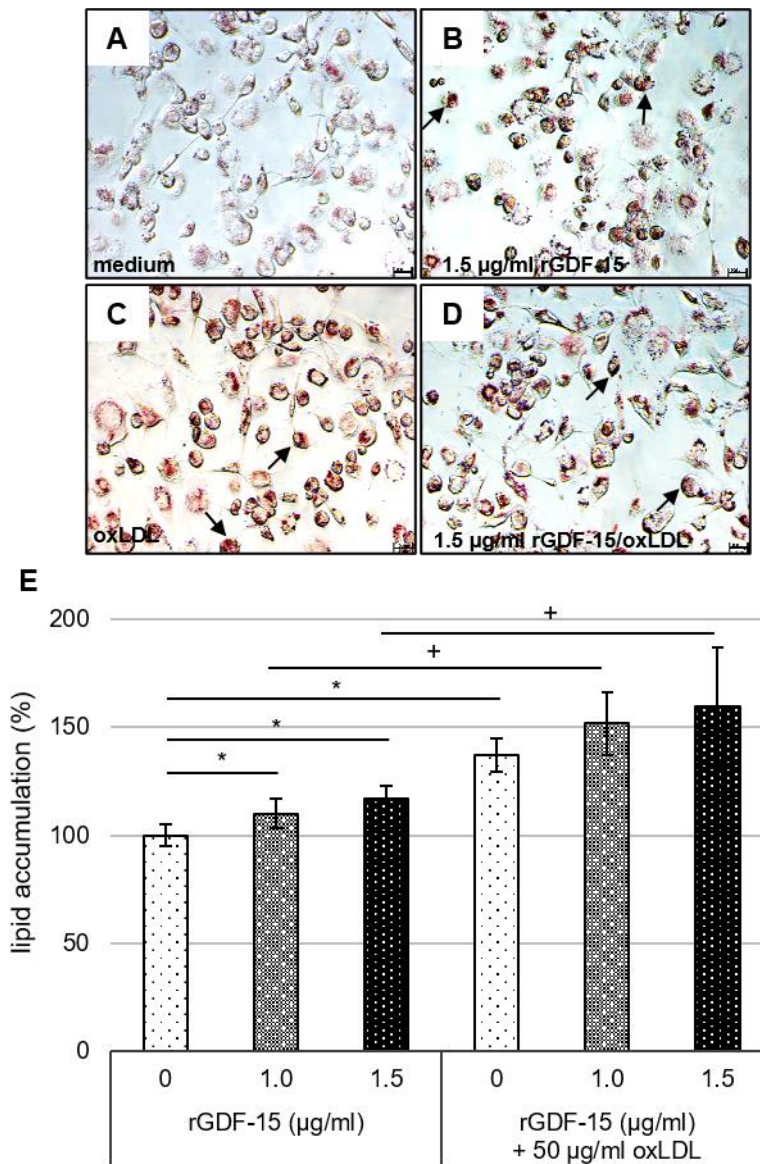 A
B
medium
1.5 µg/ml rGDF-15
C
D
oxLDL
1.5 µg/ml rGDF-15/oxLDL
E
lipid accumulation (%)
200
150
100
50
0
+
+
*
*
*
0 1.0 1.5 0 1.0 1.5
rGDF-15 (µg/ml)
rGDF-15 (µg/ml)
+ 50 µg/ml oxLDL